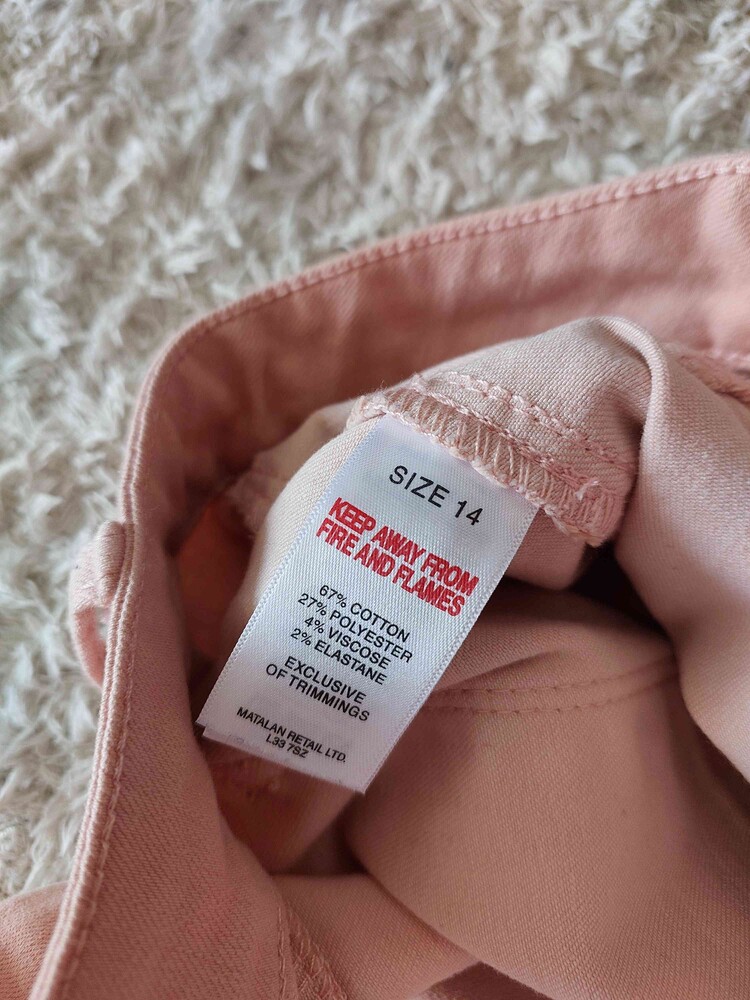 SIZE 14
KEEP AWAY FROM
FIRE AND FLAMES
67% COTTON
27% POLYESTER
4% VISCOSE
2% ELASTANE
EXCLUSIVE
OF TRIMMINGS
MATALAN RETAIL LTD.
L33 7SZ